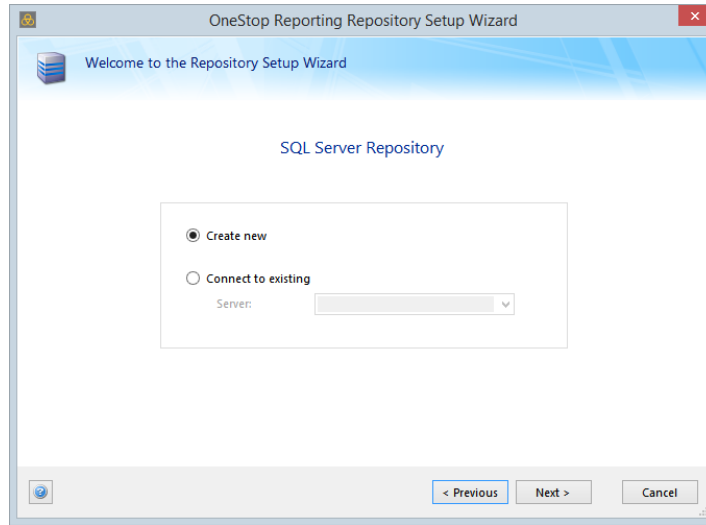 OneStop Reporting Repository Setup Wizard
Welcome to the Repository Setup Wizard
SQL Server Repository
Create new
Connect to existing
Server:
< Previous Next > Cancel